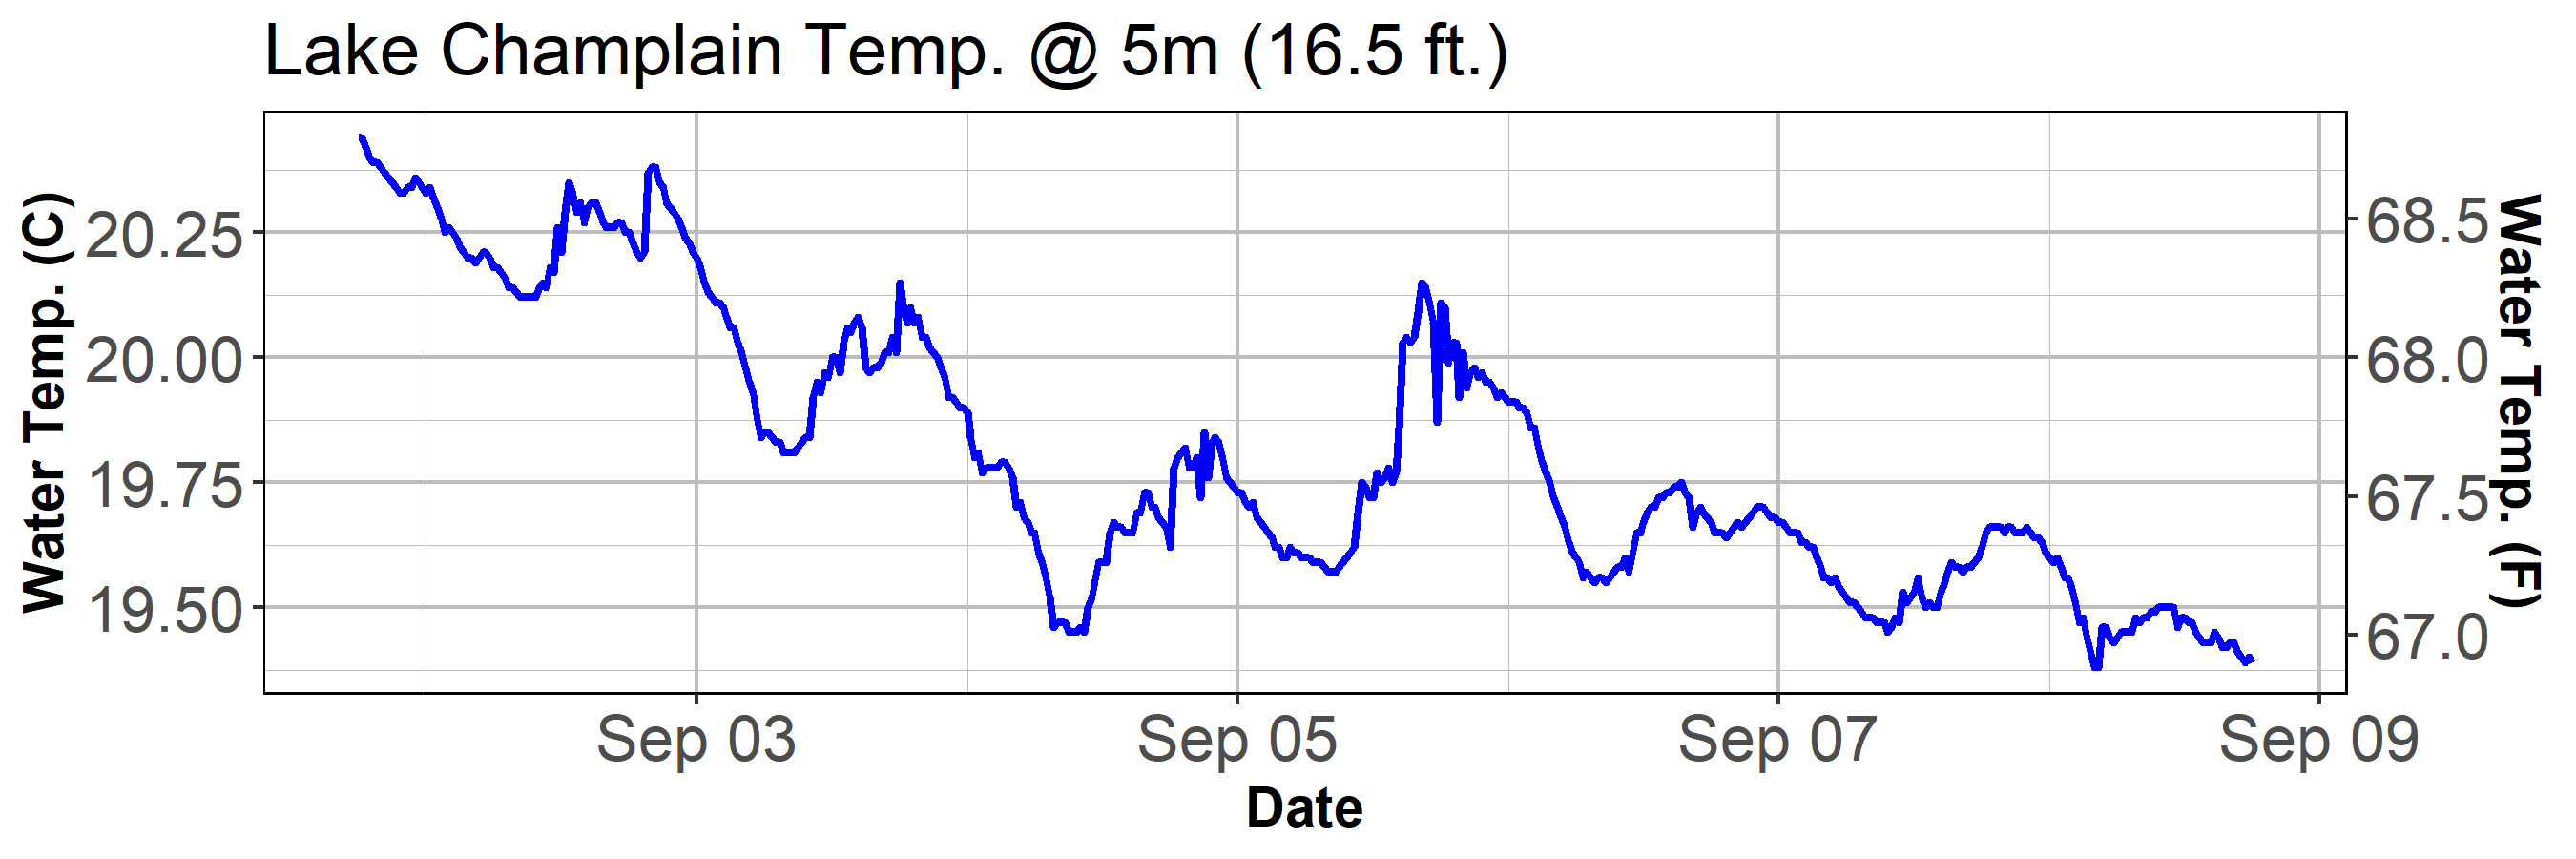 Lake Champlain Temp. @ 5m (16.5 ft.)
Water Temp. (C)
20.25
20.00
19.75
19.50
68.5
68.0
67.5
67.0
Water Temp. (F)
Sep 03
Sep 05
Sep 07
Sep 09
Date